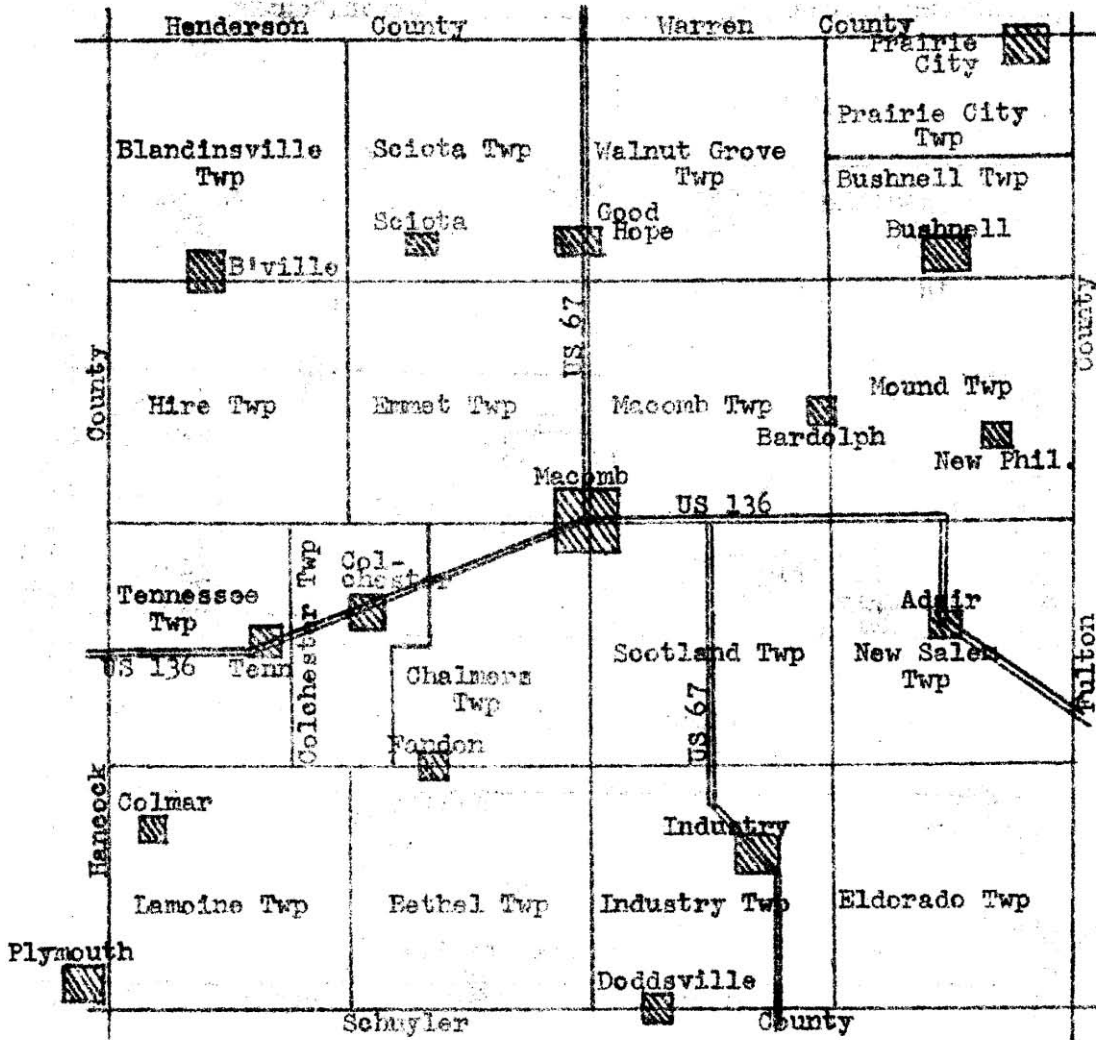 Henderson County Warren County
Prairie
City
Prairie City
Twp
Blandinsville
Twp
Sciota Twp
Walnut Grove
Twp
Bushnell Twp
Sciota
Good
Hope
Bushnell
B'ville
US 67
County
County
Hire Twp
Emmet Twp
Macomb Twp
Mound Twp
Bardolph
New Phil.
Macomb
US 136
Colchester Twp
Col-
chester
Tennessee
Twp
Adair
US 136
Tenn
Chalmers
Twp
Scotland Twp
New Salem
Twp
Fulton
US 67
Fandon
Hancock
Colmar
Industry
Lamoine Twp
Bethel Twp
Industry Twp
Eldorado Twp
Plymouth
Doddsville
Schuyler County